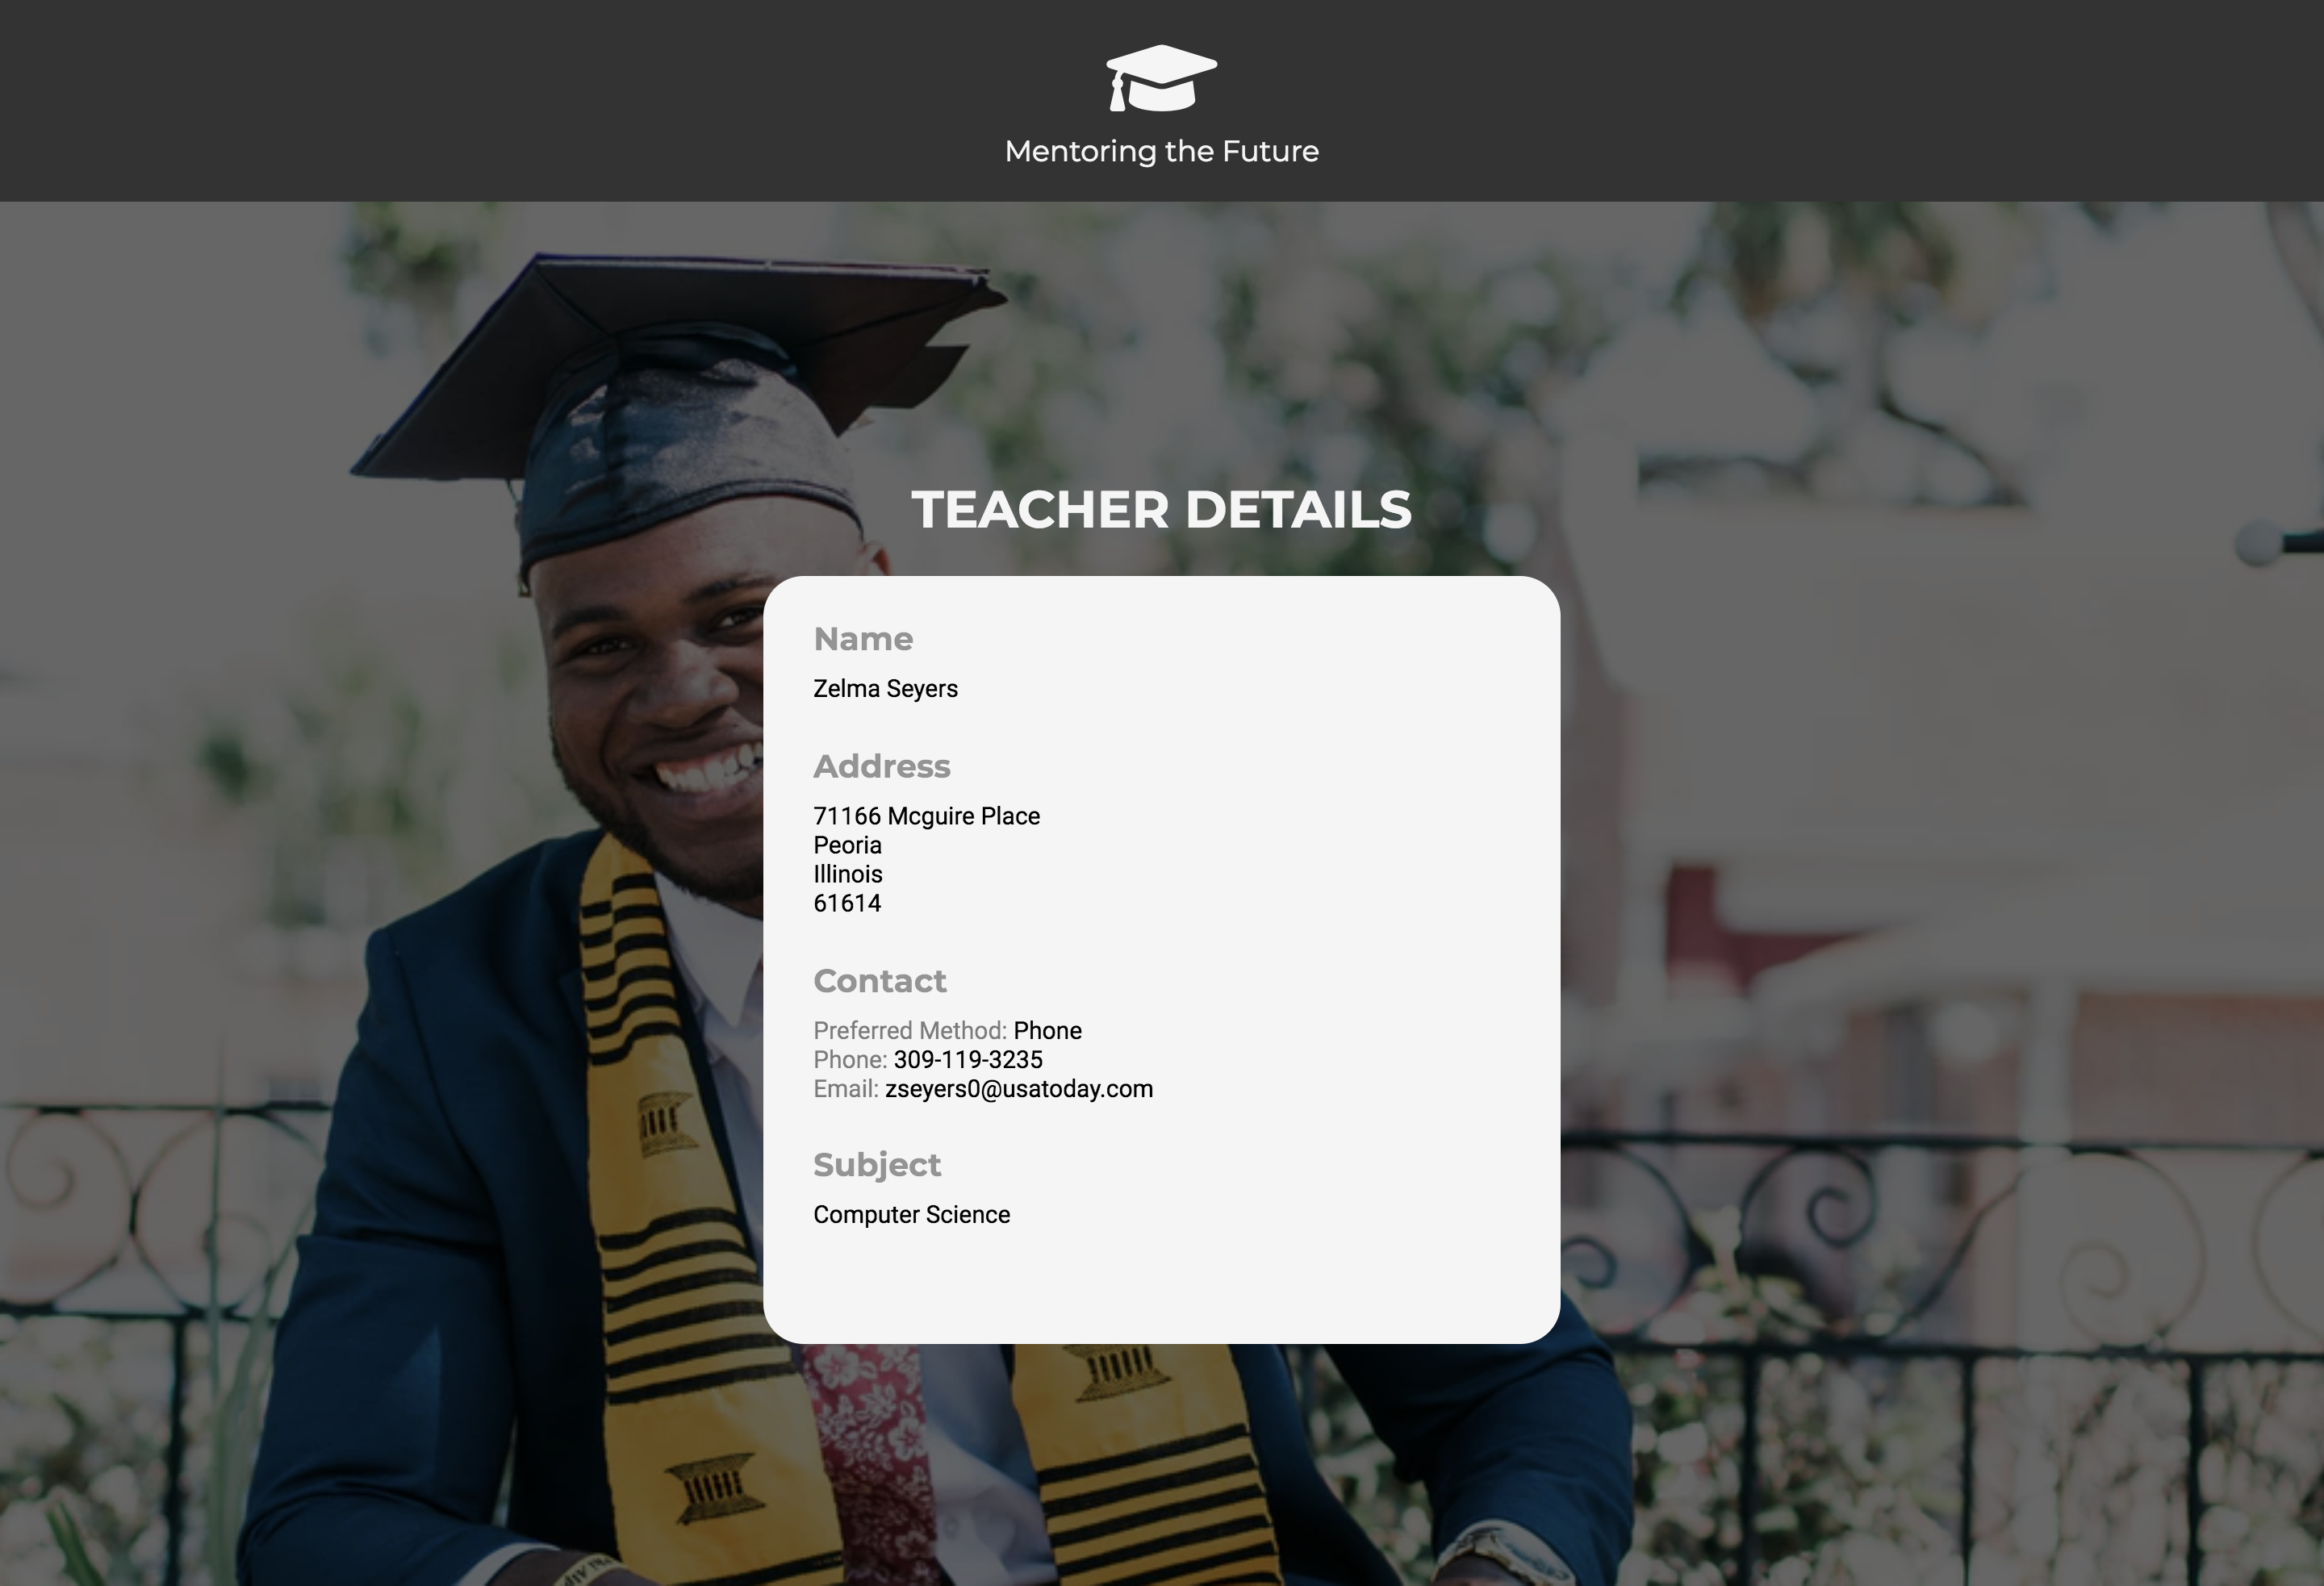 Mentoring the Future
TEACHER DETAILS
Name
Zelma Seyers
Address
71166 Mcguire Place
Peoria
Illinois
61614
Contact
Preferred Method: Phone
Phone: 309-119-3235
Email: zseyers0@usatoday.com
Subject
Computer Science